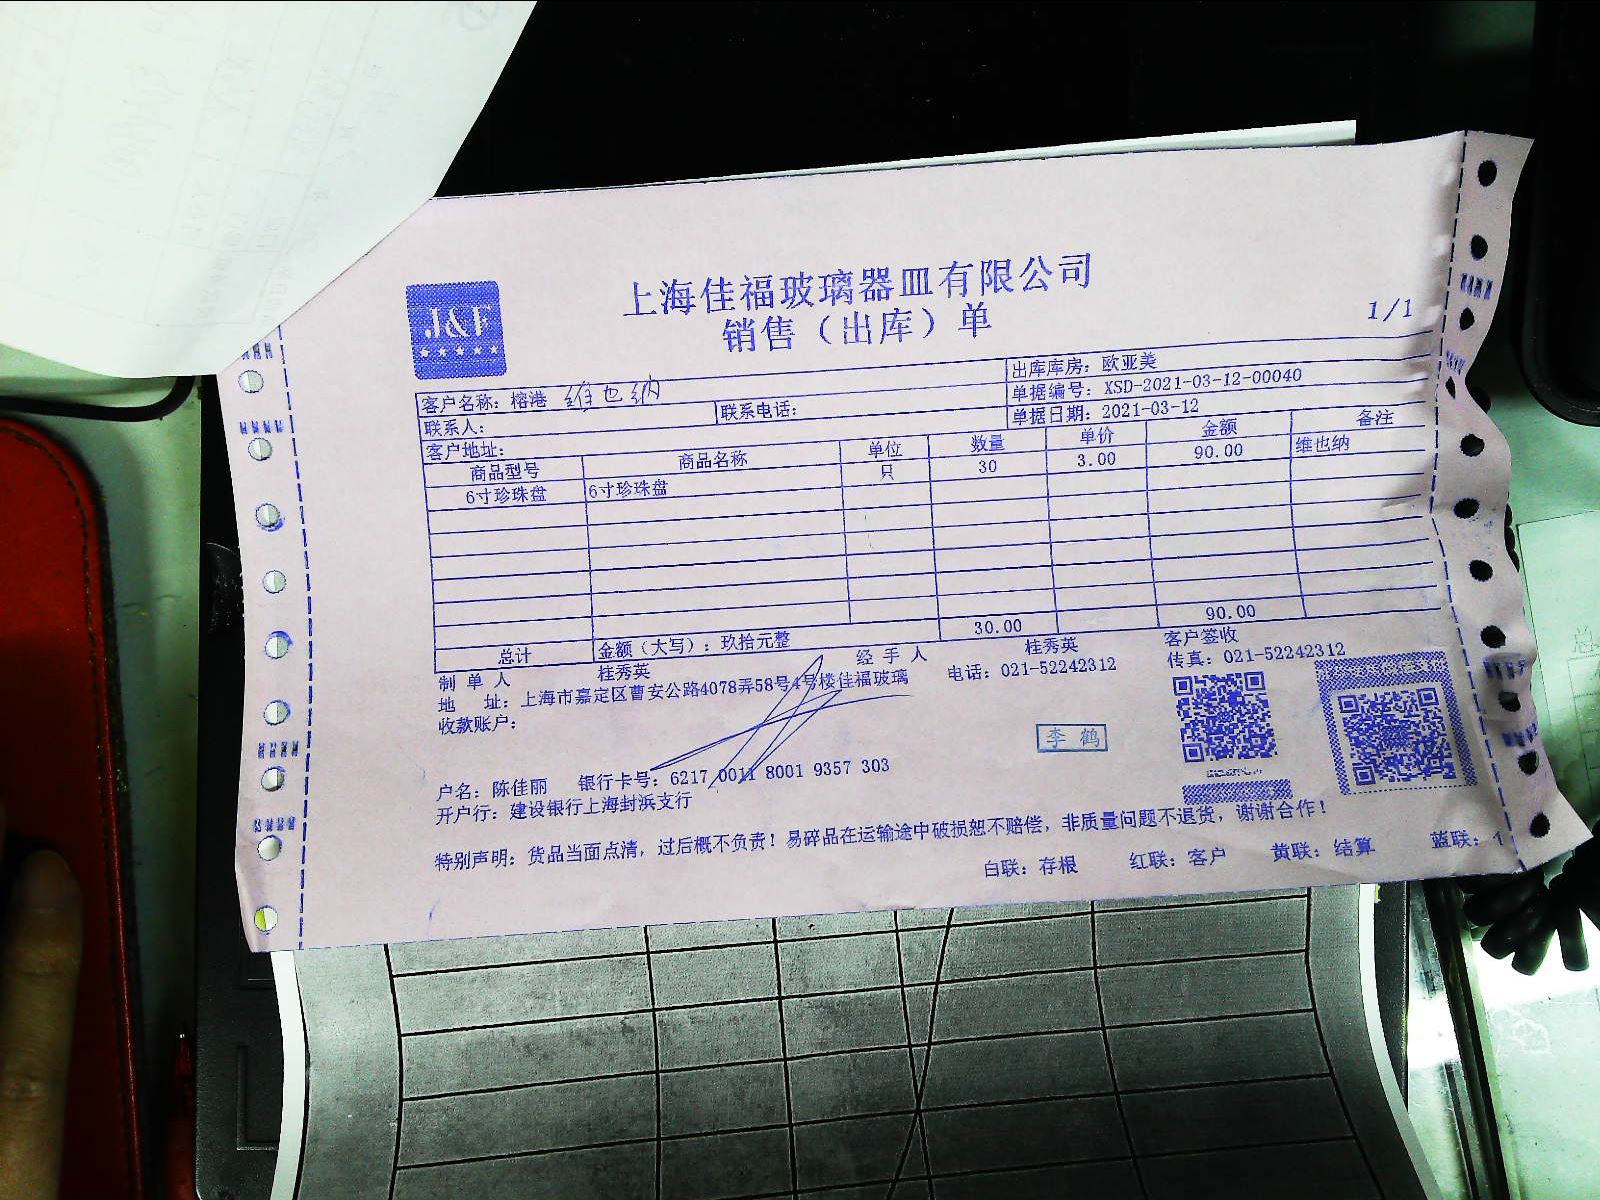 J&F
上海佳福玻璃器皿有限公司
销售（出库）单
1/1
客户名称：榕港 维也纳
出库库房：欧亚美
联系人：
联系电话：
单据编号：XSD-2021-03-12-00040
客户地址：
单据日期：2021-03-12
商品型号 商品名称 单位 数量 单价 金额 备注
6寸珍珠盘 6寸珍珠盘 只 30 3.00 90.00 维也纳
总计 金额（大写）：玖拾元整 30.00 90.00
制单人 桂秀英 经手人 桂秀英 客户签收
地 址：上海市嘉定区曹安公路4078弄58号4号楼佳福玻璃 电话：021-52242312 传真：021-52242312
收款账户：
李鹤
户名：陈佳丽 银行卡号：6217 0011 8001 9357 303
开户行：建设银行上海封浜支行
特别声明：货品当面点清，过后概不负责！易碎品在运输途中破损恕不赔偿，非质量问题不退货，谢谢合作！
白联：存根 红联：客户 黄联：结算 蓝联：